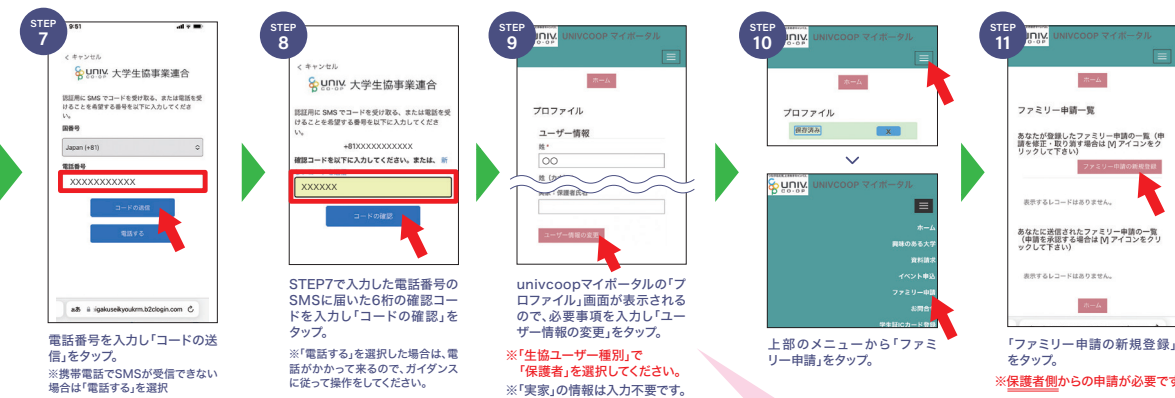 STEP
7
9:51
< キャンセル
UNIV.
CO-OP
大学生協事業連合
認証用に SMS でコードを受け取る、または電話を受
けることを希望する番号を以下に入力してくださ
い。
国番号
Japan (+81)
電話番号
XXXXXXXXXXX
コードの送信
電話する
ああ
igakuseikyoukrm.b2clogin.com
電話番号を入力し「コードの送
信」をタップ。
※携帯電話でSMSが受信できない
場合は「電話する」を選択
STEP
8
< キャンセル
UNIV.
CO-OP
大学生協事業連合
認証用に SMS でコードを受け取る、または電話を受
けることを希望する番号を以下に入力してくださ
い。
+81XXXXXXXXXXX
確認コードを以下に入力してください。または、 新
XXXXXX
コードの確認
STEP7で入力した電話番号の
SMSに届いた6桁の確認コー
ドを入力し「コードの確認」を
タップ。
※「電話する」を選択した場合は、電
話がかかって来るので、ガイダンス
に従って操作をしてください。
STEP
9
UNIV.
CO-OP
UNIVCOOP マイポータル
ホーム
プロファイル
ユーザー情報
姓*
○○
姓（カナ
実家・保護者氏名
ユーザー情報の変更
univcoopマイポータルの「プ
ロファイル」画面が表示される
ので、必要事項を入力し「ユー
ザー情報の変更」をタップ。
※「生協ユーザー種別」で
「保護者」を選択してください。
※「実家」の情報は入力不要です。
STEP
10
UNIV.
CO-OP
UNIVCOOP マイポータル
ホーム
プロファイル
保存済み
X
UNIV.
CO-OP
UNIVCOOP マイポータル
ホーム
興味のある大学
資料請求
イベント申込
ファミリー申請
お問合
学生証ICカード登録
上部のメニューから「ファミ
リー申請」をタップ。
STEP
11
UNIV.
CO-OP
UNIVCOOP マイポータル
ホーム
ファミリー申請一覧
あなたが登録したファミリー申請の一覧（申
請を修正・取り消す場合は [V] アイコンをク
リックして下さい）
ファミリー申請の新規登録
表示するレコードはありません。
あなたに送信されたファミリー申請の一覧
（申請を承認する場合は [V] アイコンをクリ
ックして下さい）
表示するレコードはありません。
ホーム
「ファミリー申請の新規登録」
をタップ。
※保護者側からの申請が必要です